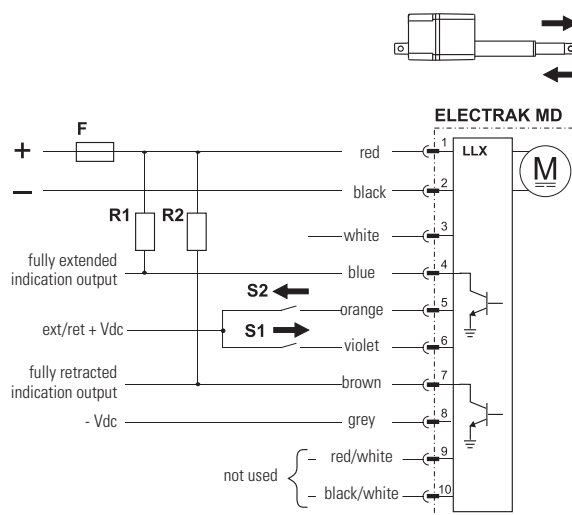 ELECTRAK MD
F
+
red
1
LLX
M
–
black
2
R1
R2
white
3
fully extended
indication output
blue
4
S2
orange
5
ext/ret + Vdc
S1
violet
6
fully retracted
indication output
brown
7
- Vdc
grey
8
not used
red/white
9
black/white
10